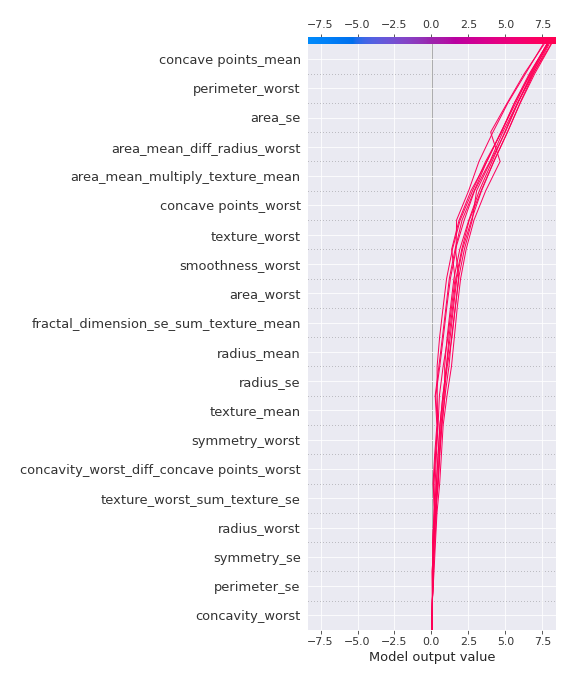 −7.5 −5.0 −2.5 0.0 2.5 5.0 7.5
concave points_mean
perimeter_worst
area_se
area_mean_diff_radius_worst
area_mean_multiply_texture_mean
concave points_worst
texture_worst
smoothness_worst
area_worst
fractal_dimension_se_sum_texture_mean
radius_mean
radius_se
texture_mean
symmetry_worst
concavity_worst_diff_concave points_worst
texture_worst_sum_texture_se
radius_worst
symmetry_se
perimeter_se
concavity_worst
−7.5 −5.0 −2.5 0.0 2.5 5.0 7.5
Model output value